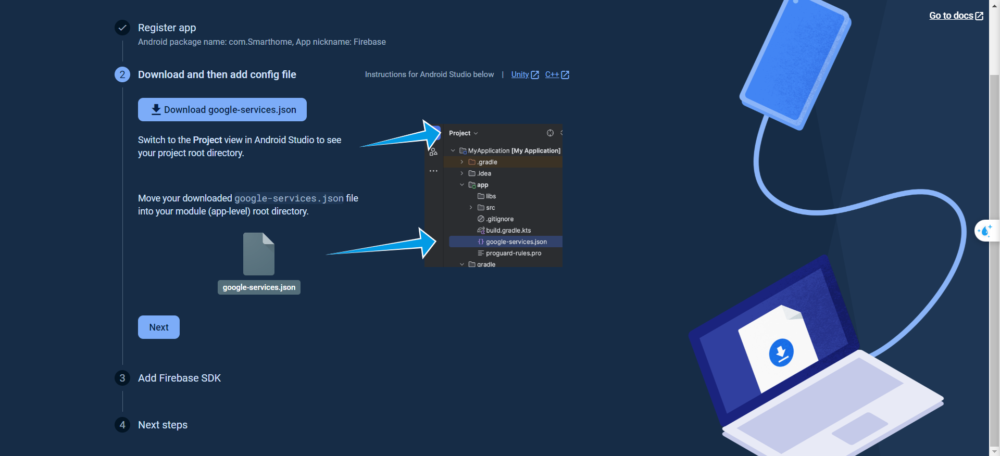 Go to docs
Register app
Android package name: com.Smarthome, App nickname: Firebase
2 Download and then add config file
Instructions for Android Studio below | Unity C++
Download google-services.json
Switch to the Project view in Android Studio to see
your project root directory.
Move your downloaded google-services.json file
into your module (app-level) root directory.
google-services.json
Project
MyApplication [My Application]
.gradle
.idea
app
libs
src
.gitignore
build.gradle.kts
google-services.json
proguard-rules.pro
gradle
Next
3 Add Firebase SDK
4 Next steps